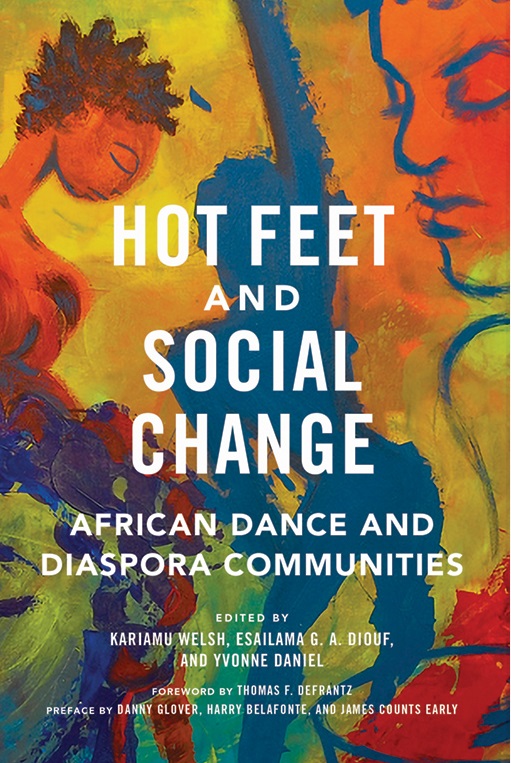 HOT FEET
AND
SOCIAL
CHANGE
AFRICAN DANCE AND
DIASPORA COMMUNITIES
EDITED BY
KARIAMU WELSH, ESAILAMA G. A. DIOUF,
AND YVONNE DANIEL
FOREWORD BY THOMAS F. DEFRANTZ
PREFACE BY DANNY GLOVER, HARRY BELAFONTE, AND JAMES COUNTS EARLY